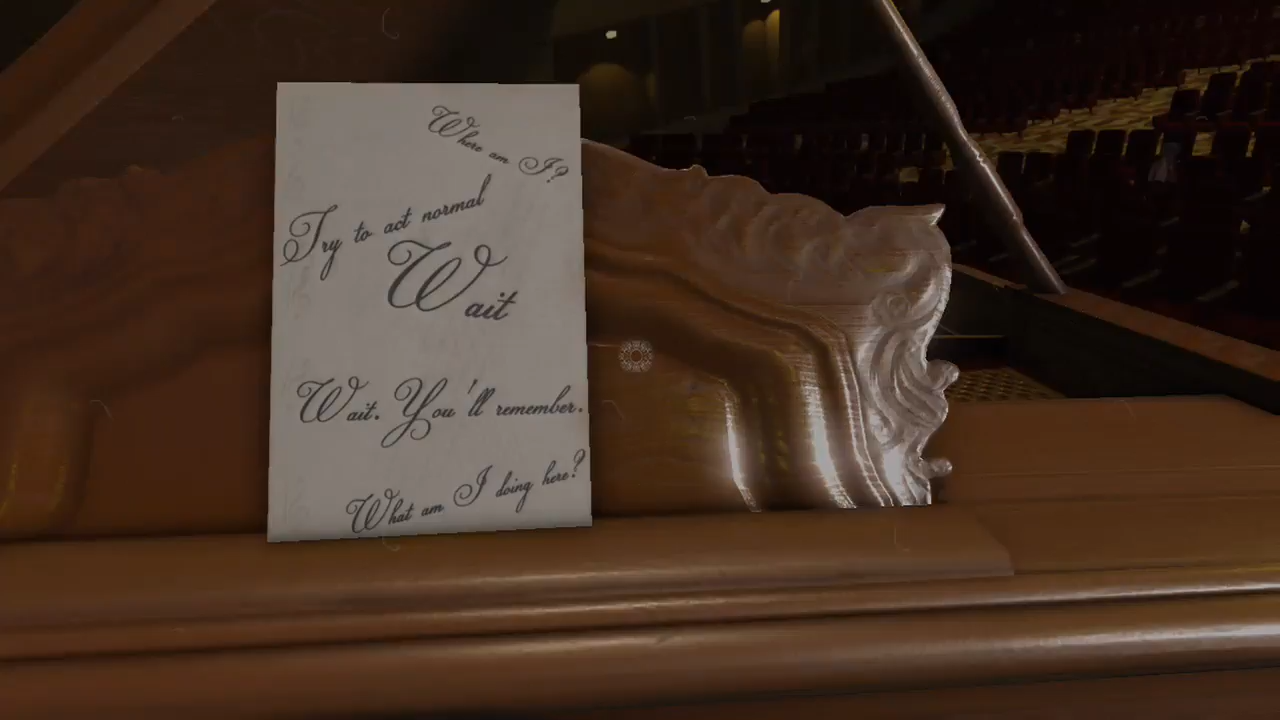 Where am I?
Try to act normal
Wait
Wait. You'll remember.
What am I doing here?